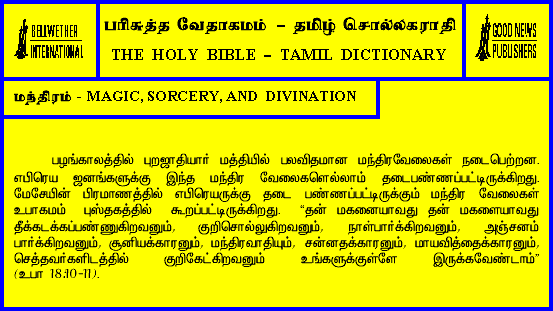 BELLWETHER
INTERNATIONAL
பரிசுத்த வேதாகமம் – தமிழ் சொல்லகராதி
THE HOLY BIBLE – TAMIL DICTIONARY
GOOD NEWS
PUBLISHERS
மந்திரம் - MAGIC, SORCERY, AND DIVINATION
பழங்காலத்தில் புறஜாதியார் மத்தியில் பலவிதமான மந்திரவேலைகள் நடைபெற்றன.
எபிரெய ஜனங்களுக்கு இந்த மந்திர வேலைகளெல்லாம் தடைபண்ணப்பட்டிருக்கிறது.
மேசேயின் பிரமாணத்தில் எபிரெயருக்கு தடை பண்ணப்பட்டிருக்கும் மந்திர வேலைகள்
உபாகமம் புஸ்தகத்தில் கூறப்பட்டிருக்கிறது. “தன் மகனையாவது தன் மகளையாவது
தீக்கடக்கப்பண்ணுகிறவனும், குறிசொல்லுகிறவனும், நாள்பார்க்கிறவனும், அஞ்சனம்
பார்க்கிறவனும், சூனியக்காரனும், மந்திரவாதியும், சன்னதக்காரனும், மாயவித்தைக்காரனும்,
செத்தவர்களிடத்தில் குறிகேட்கிறவனும் உங்களுக்குள்ளே இருக்கவேண்டாம்”
(உபா 18:10-11).